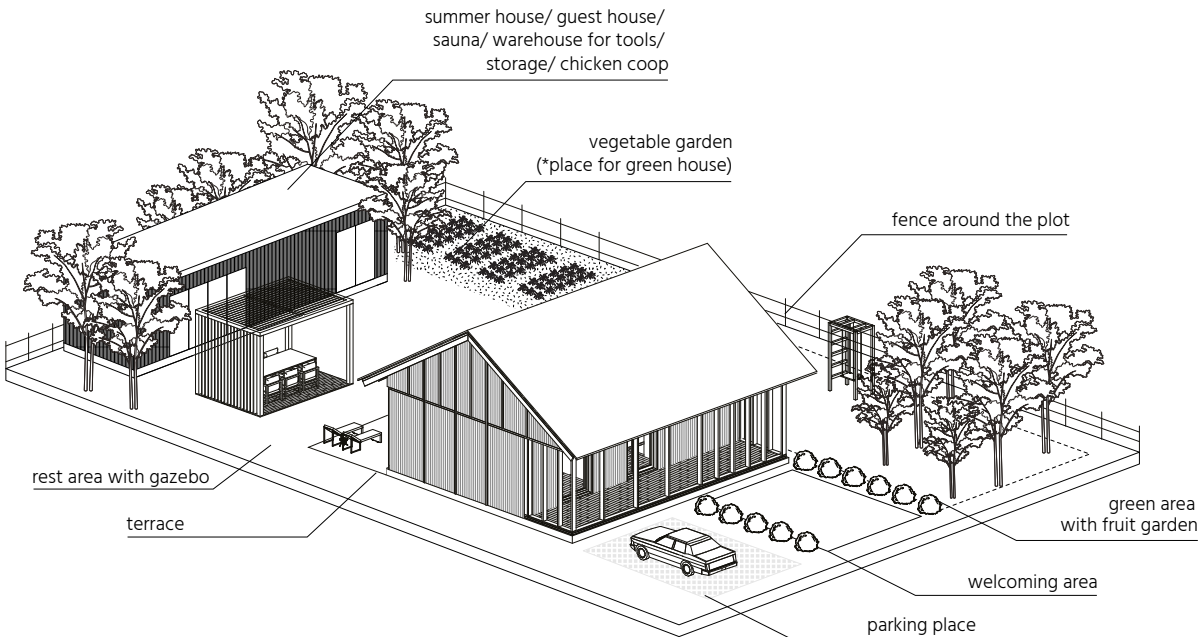 summer house/ guest house/
sauna/ warehouse for tools/
storage/ chicken coop
vegetable garden
(*place for green house)
fence around the plot
rest area with gazebo
terrace
green area
with fruit garden
welcoming area
parking place